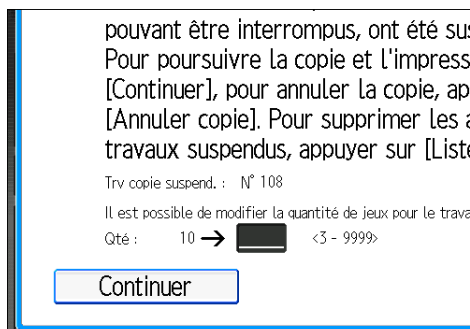 pouvant être interrompus, ont été sus
Pour poursuivre la copie et l'impress
[Continuer], pour annuler la copie, ap
[Annuler copie]. Pour supprimer les a
travaux suspendus, appuyer sur [Liste
Trv copie suspend. : N° 108
Il est possible de modifier la quantité de jeux pour le trava
Qté : 10 → <3 - 9999>
Continuer